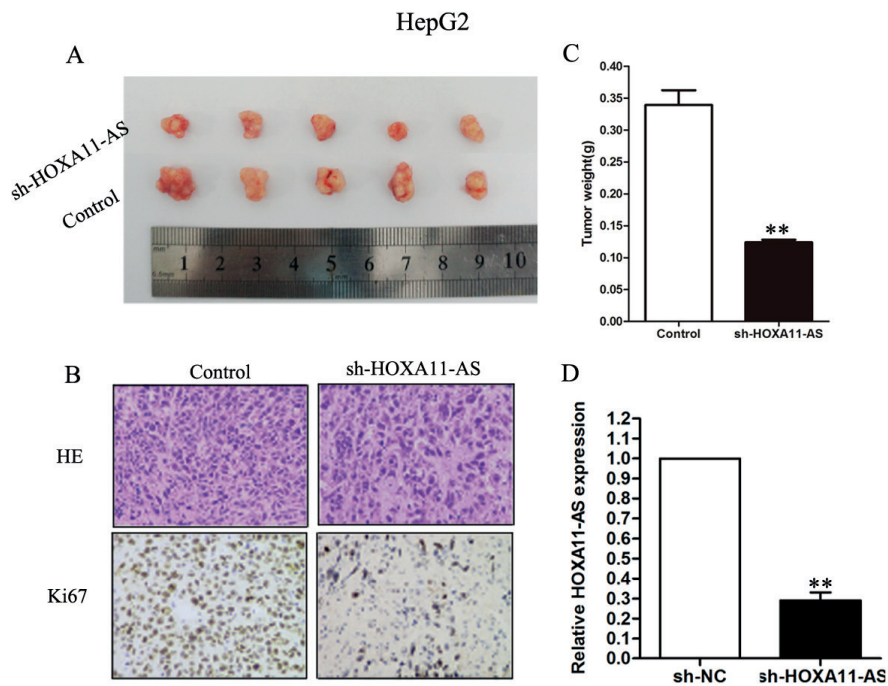 HepG2
A
sh-HOXA11-AS
Control
mm
0.5mm
1 2 3 4 5 6 7 8 9 10
C
Tumor weight(g)
0.40
0.35
0.30
0.25
0.20
0.15
0.10
0.05
0.00
**
Control sh-HOXA11-AS
B
Control sh-HOXA11-AS
HE
Ki67
D
Relative HOXA11-AS expression
1.2
1.1
1.0
0.9
0.8
0.7
0.6
0.5
0.4
0.3
0.2
0.1
0.0
**
sh-NC sh-HOXA11-AS